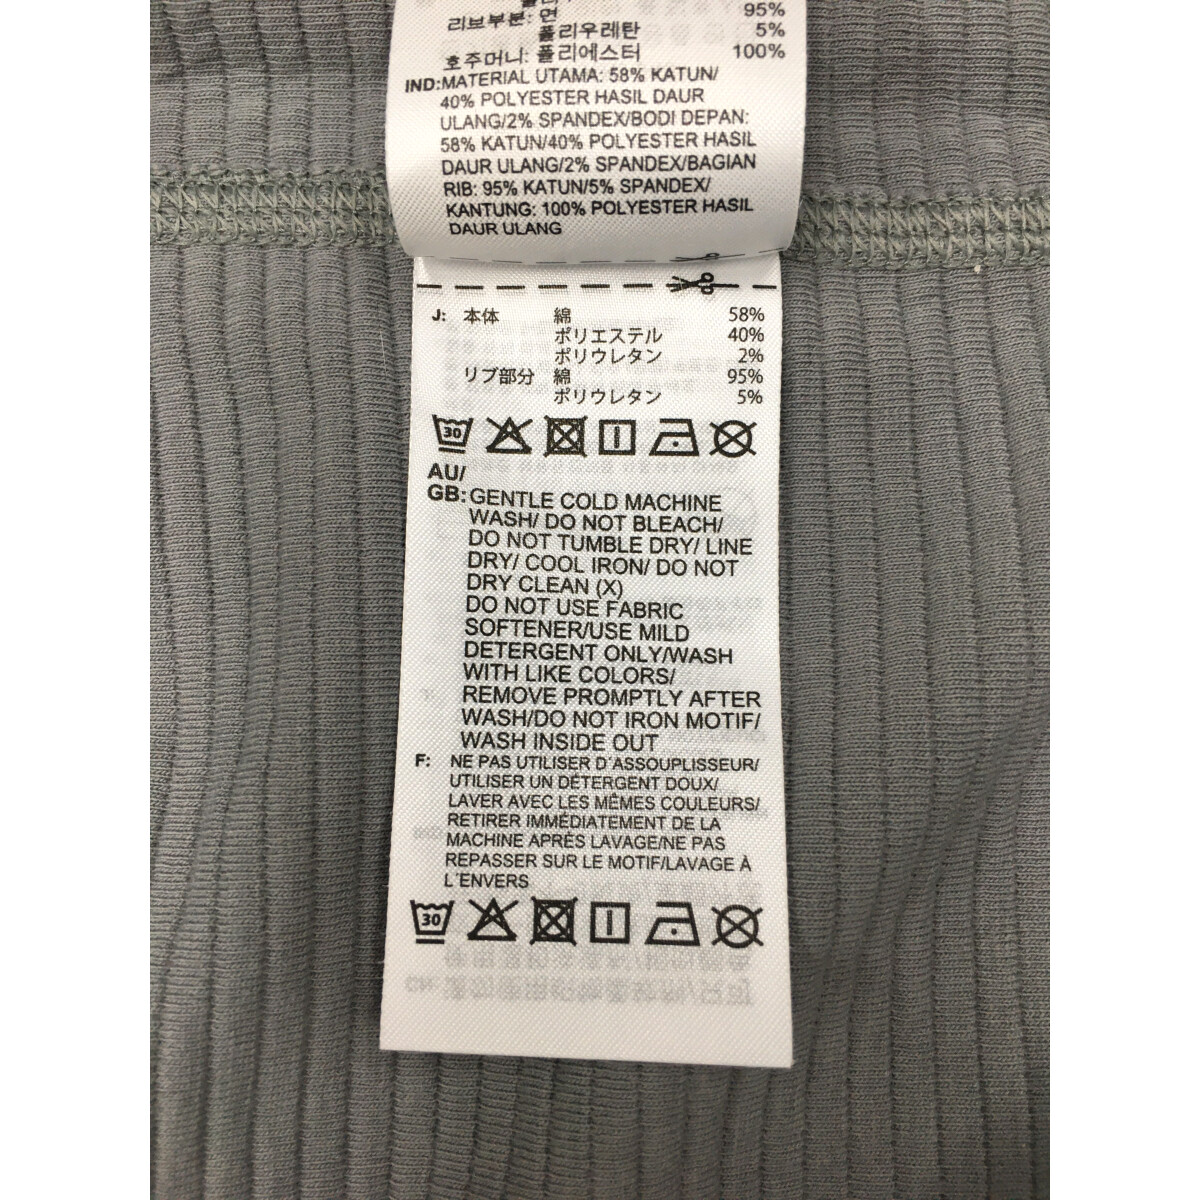 리브부분: 면 95%
폴리우레탄 5%
호주머니: 폴리에스터 100%
IND:MATERIAL UTAMA: 58% KATUN/
40% POLYESTER HASIL DAUR
ULANG/2% SPANDEX/BODI DEPAN:
58% KATUN/40% POLYESTER HASIL
DAUR ULANG/2% SPANDEX/BAGIAN
RIB: 95% KATUN/5% SPANDEX/
KANTUNG: 100% POLYESTER HASIL
DAUR ULANG
J: 本体 綿 58%
ポリエステル 40%
ポリウレタン 2%
リブ部分 綿 95%
ポリウレタン 5%
30
AU/
GB: GENTLE COLD MACHINE
WASH/ DO NOT BLEACH/
DO NOT TUMBLE DRY/ LINE
DRY/ COOL IRON/ DO NOT
DRY CLEAN (X)
DO NOT USE FABRIC
SOFTENER/USE MILD
DETERGENT ONLY/WASH
WITH LIKE COLORS/
REMOVE PROMPTLY AFTER
WASH/DO NOT IRON MOTIF/
WASH INSIDE OUT
F: NE PAS UTILISER D´ASSOUPLISSEUR/
UTILISER UN DÉTERGENT DOUX/
LAVER AVEC LES MÊMES COULEURS/
RETIRER IMMÉDIATEMENT DE LA
MACHINE APRÈS LAVAGE/NE PAS
REPASSER SUR LE MOTIF/LAVAGE À
L´ENVERS
30